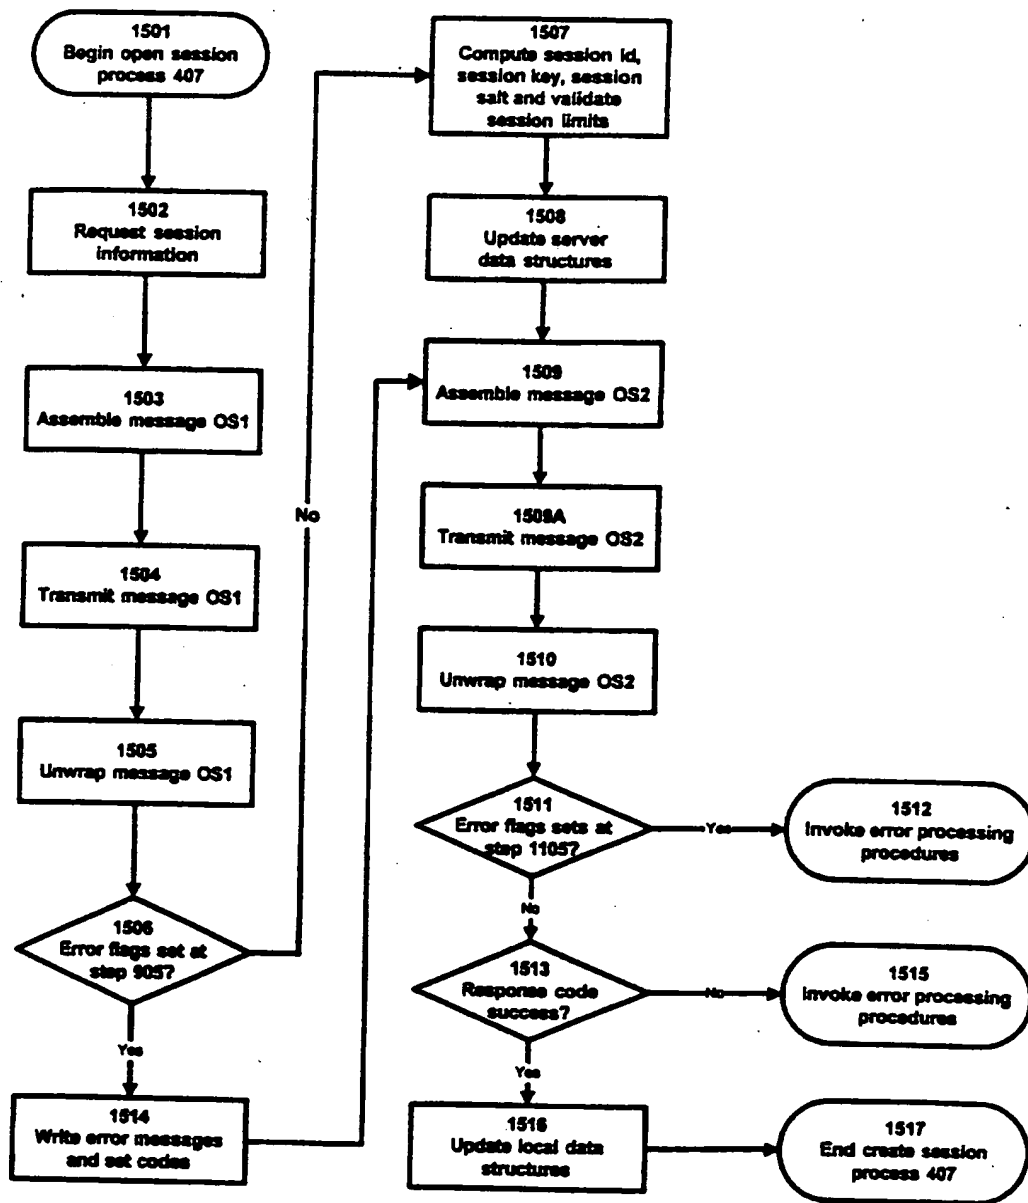 1501
Begin open session
process 407
1502
Request session
information
1503
Assemble message OS1
1504
Transmit message OS1
1505
Unwrap message OS1
1506
Error flags set at
step 905?
No
Yes
1514
Write error messages
and set codes
1507
Compute session id,
session key, session
salt and validate
session limits
1508
Update server
data structures
1509
Assemble message OS2
1509A
Transmit message OS2
1510
Unwrap message OS2
1511
Error flags sets at
step 1105?
Yes
1512
Invoke error processing
procedures
No
1513
Response code
success?
No
1515
Invoke error processing
procedures
Yes
1516
Update local data
structures
1517
End create session
process 407